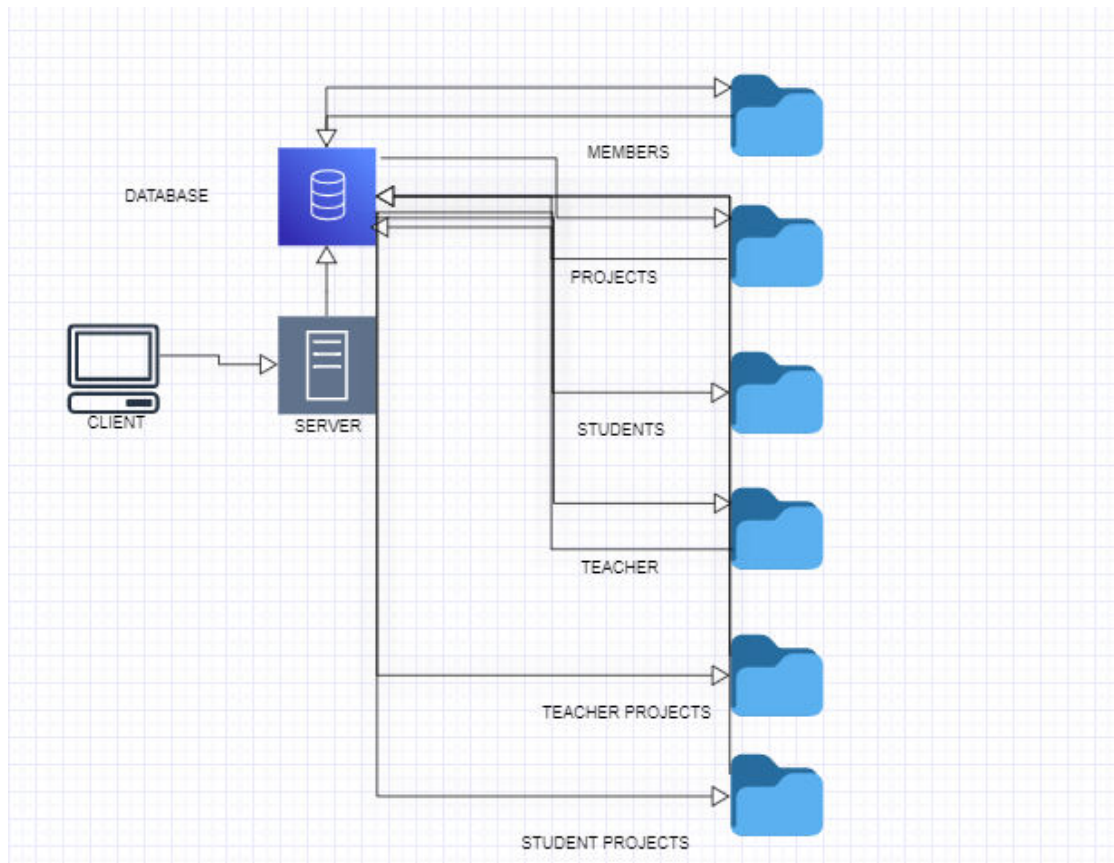 MEMBERS
DATABASE
PROJECTS
CLIENT
SERVER
STUDENTS
TEACHER
TEACHER PROJECTS
STUDENT PROJECTS